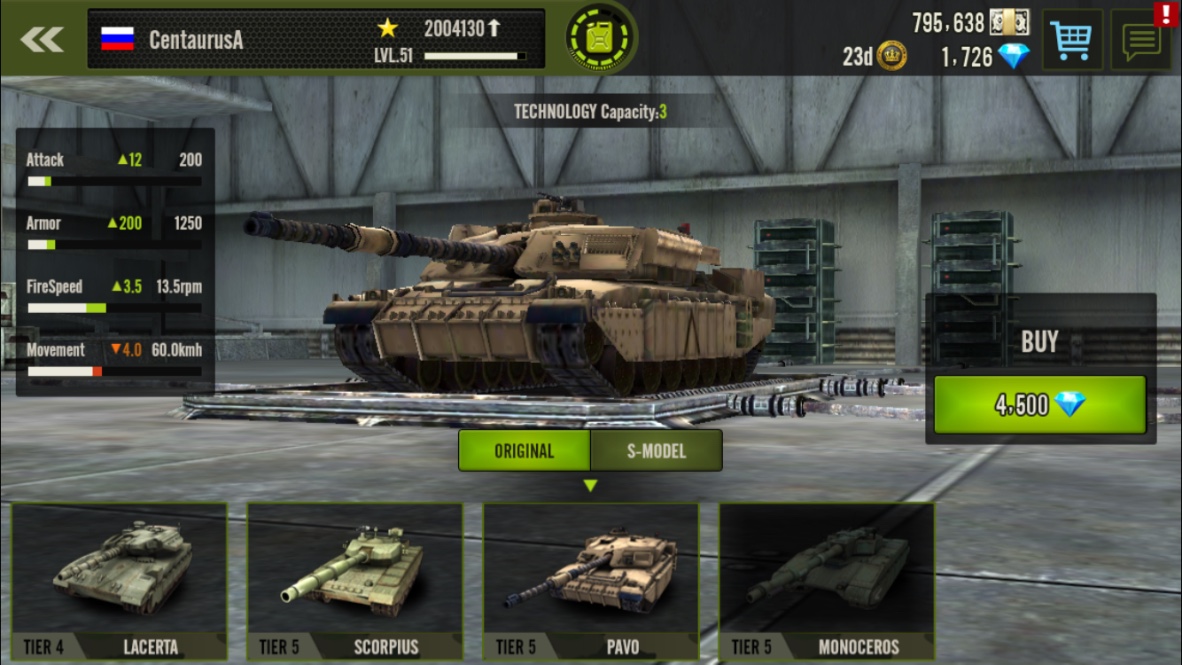 CentaurusA
2004130
LVL.51
795,638
23d
1,726
!
TECHNOLOGY Capacity:3
Attack ▲12 200
Armor ▲200 1250
FireSpeed ▲3.5 13.5rpm
Movement ▼4.0 60.0kmh
BUY
4,500
ORIGINAL S-MODEL
TIER 4 LACERTA
TIER 5 SCORPIUS
TIER 5 PAVO
TIER 5 MONOCEROS